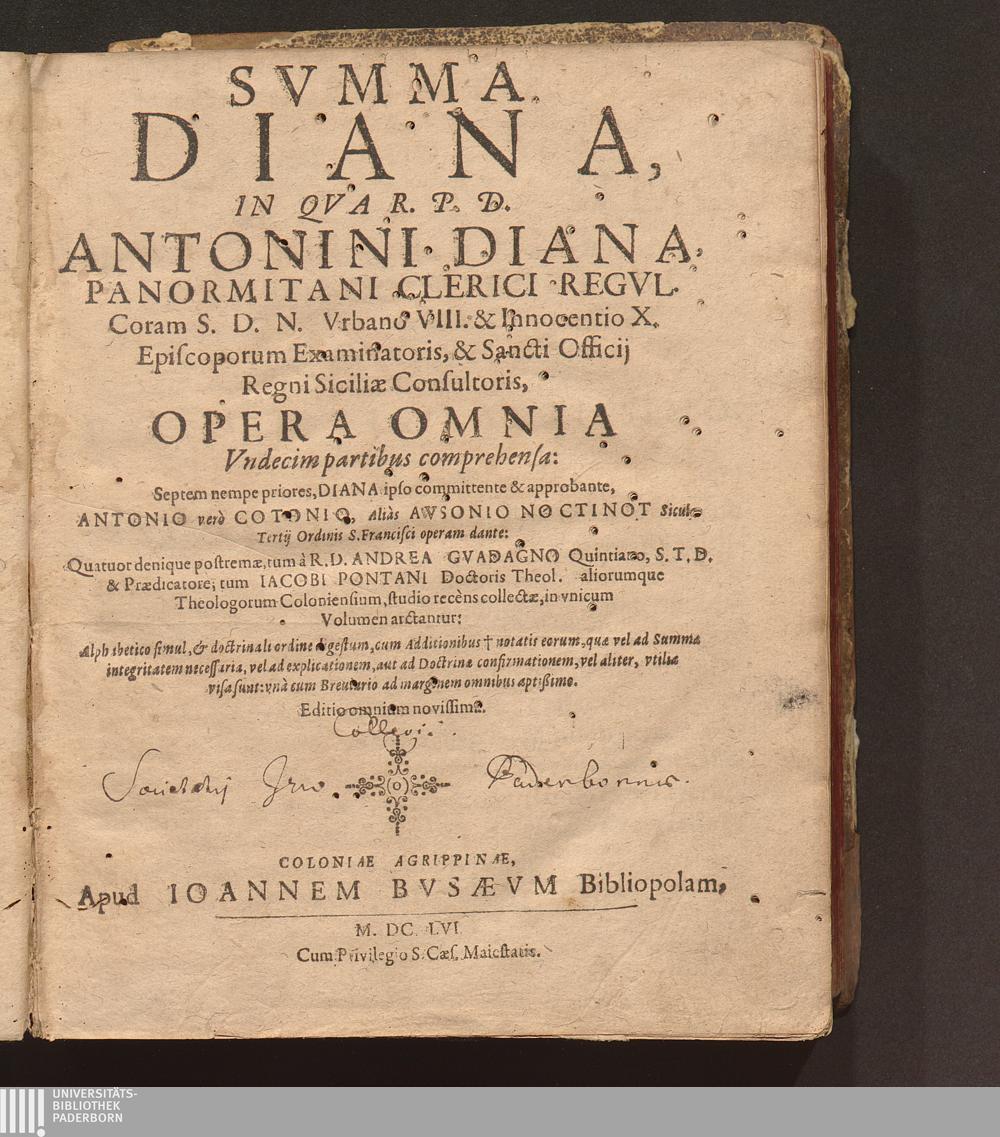 SVMMA
DIANA,
IN QVA R. P. D.
ANTONINI DIANA,
PANORMITANI CLERICI REGVL.
Coram S. D. N. Vrbano VIII. & Innocentio X.
Epiſcoporum Examinatoris, & Sancti Officij
Regni Siciliæ Conſultoris,
OPERA OMNIA
Vndecim partibus comprehenſa:
Septem nempe priores, DIANA ipſo committente & approbante,
ANTONIO verò COTONIO, Aliàs AVSONIO NOCTINOT Siculo
Tertij Ordinis S. Franciſci operam dante:
Quatuor denique poſtremæ, tum à R. D. ANDREA GVADAGNO Quintiano, S. T. D.
& Prædicatore; tum IACOBI PONTANI Doctoris Theol. aliorumque
Theologorum Colonienſium, ſtudio recèns collectæ, in vnicum
Volumen arctantur:
Alphabetico ſimul, & doctrinali ordine digeſtum, cum Additionibus † notatis eorum, quæ vel ad Summæ
integritatem neceſſaria, vel ad explicationem, aut ad Doctrinæ confirmationem, vel aliter, vtilia
viſa ſunt: vnà cum Breuiario ad marginem omnibus aptißimo.
Editio omnium noviſſima.
Collegii
Societatis Paderbornis.
COLONIAE AGRIPPINAE,
Apud IOANNEM BVSÆVM Bibliopolam,
M. DC. LVI.
Cum Privilegio S. Cæſ. Maieſtatis.
UNIVERSITÄTS-
BIBLIOTHEK
PADERBORN